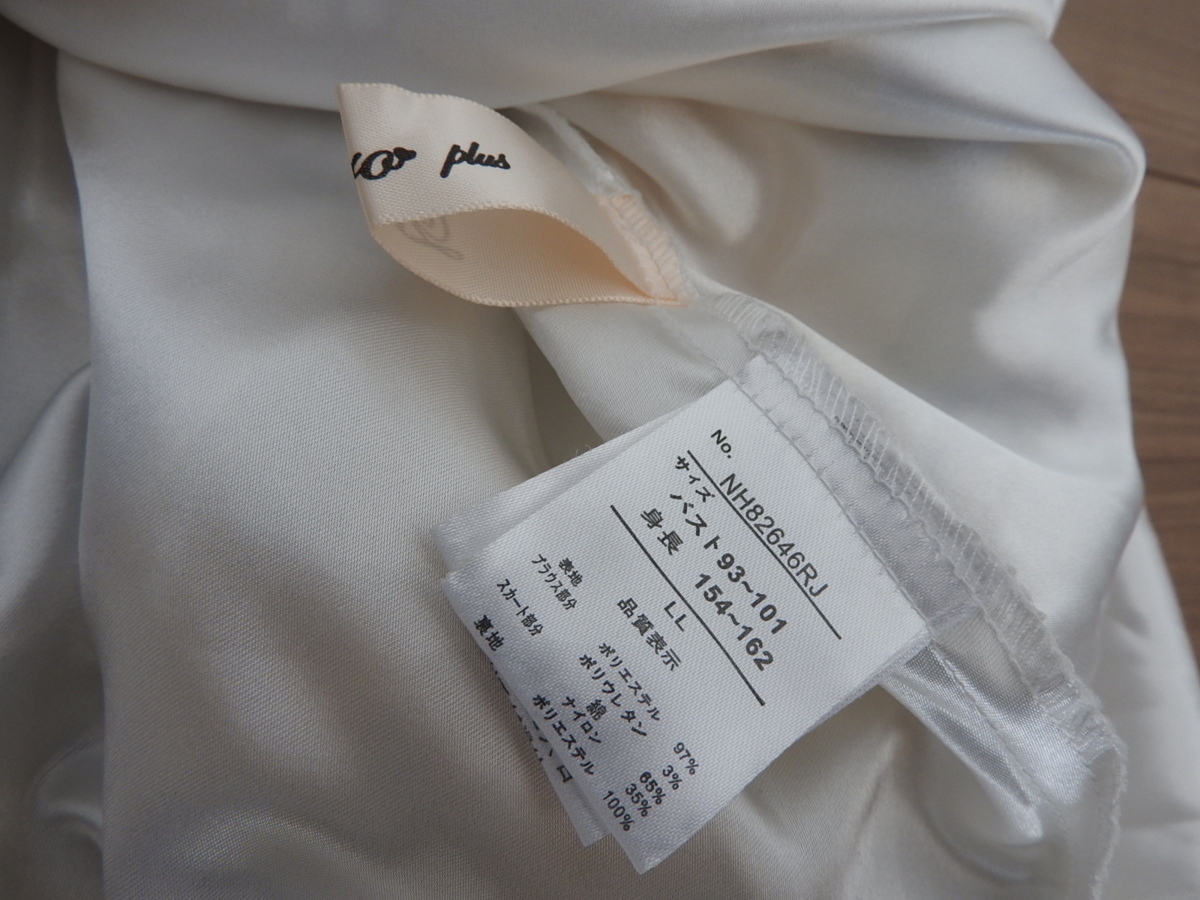 plus
No. NH82646RJ
サイズ
バスト93~101
身長 154~162
LL
品質表示
表地
ブラウス部分 ポリエステル 97%
ポリウレタン 3%
スカート部分 綿 65%
ナイロン 35%
裏地 ポリエステル 100%